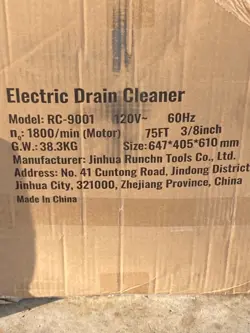 Electric Drain Cleaner
Model: RC-9001 120V~ 60Hz
n₀: 1800/min (Motor) 75FT 3/8inch
G.W.: 38.3KG Size:647*405*610mm
Manufacturer: Jinhua Runchn Tools Co., Ltd.
Address: No. 41 Cuntong Road, Jindong District
Jinhua City, 321000, Zhejiang Province, China
Made In China